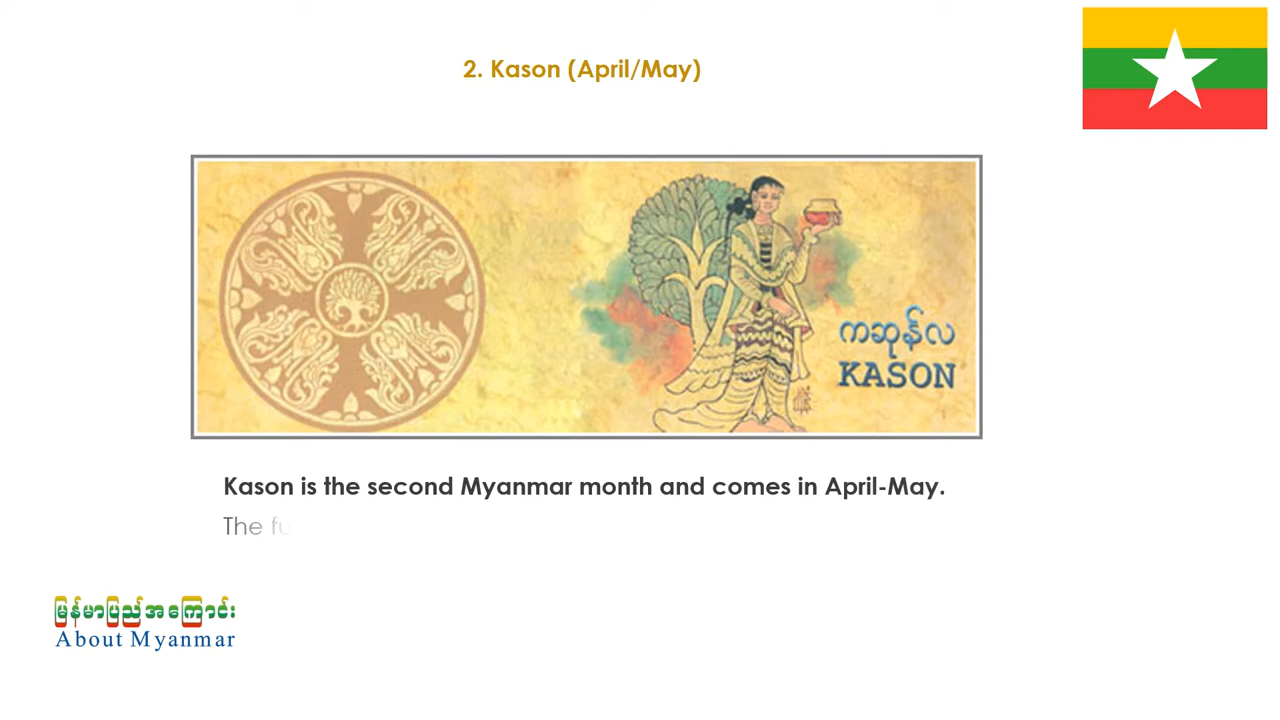 2. Kason (April/May)
ကဆုန်လ
KASON
Kason is the second Myanmar month and comes in April-May.
The fu
မြန်မာပြည်အကြောင်း
About Myanmar